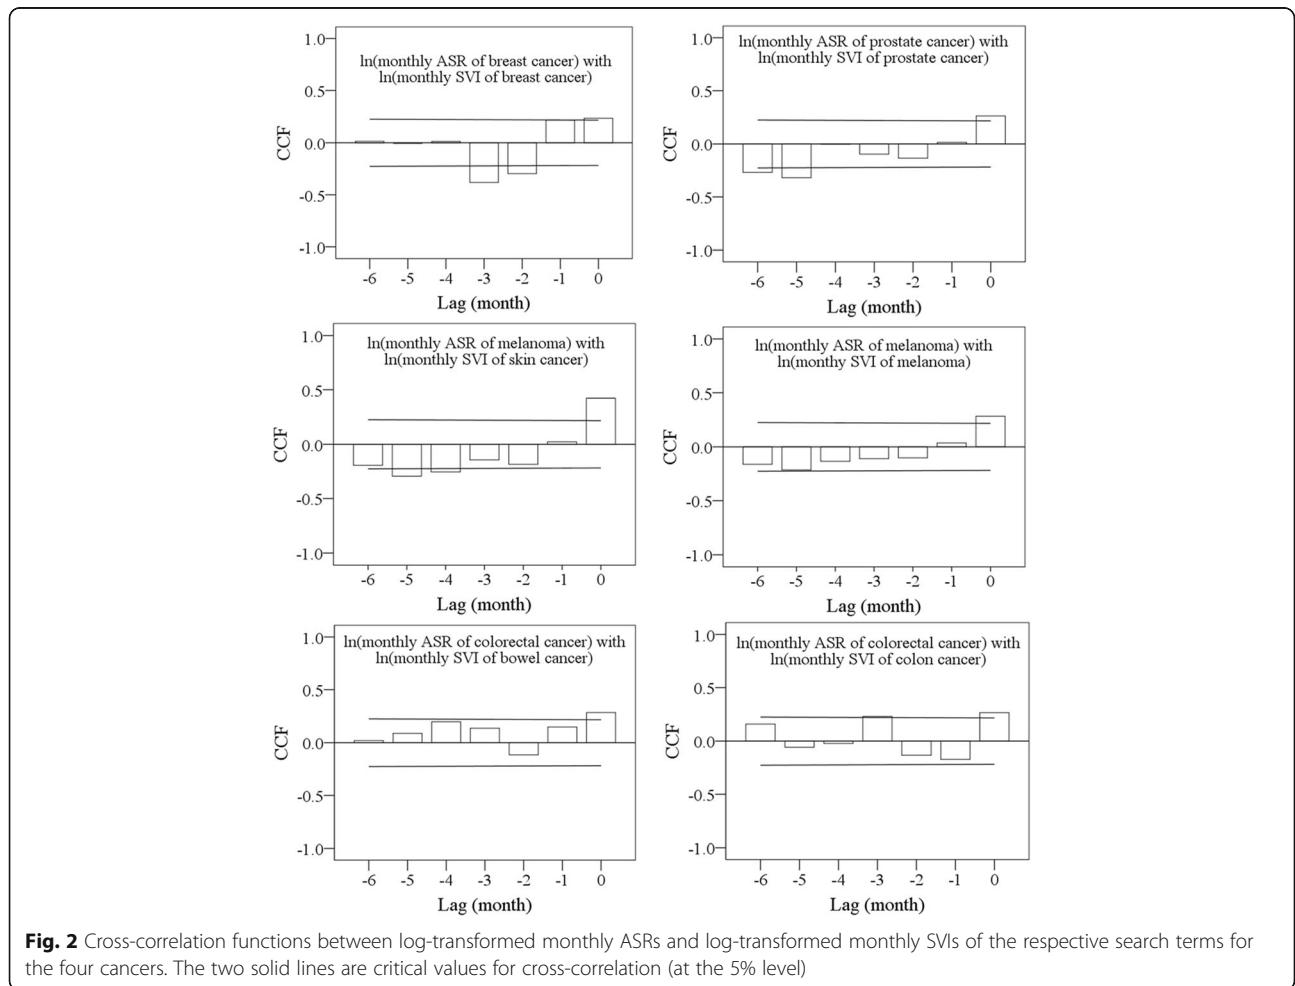 ln(monthly ASR of breast cancer) with
ln(monthly SVI of breast cancer)
1.0
0.5
0.0
-0.5
-1.0
CCF
-6 -5 -4 -3 -2 -1 0
Lag (month)
ln(monthly ASR of prostate cancer) with
ln(monthly SVI of prostate cancer)
1.0
0.5
0.0
-0.5
-1.0
CCF
-6 -5 -4 -3 -2 -1 0
Lag (month)
ln(monthly ASR of melanoma) with
ln(monthly SVI of skin cancer)
1.0
0.5
0.0
-0.5
-1.0
CCF
-6 -5 -4 -3 -2 -1 0
Lag (month)
ln(monthly ASR of melanoma) with
ln(monthy SVI of melanoma)
1.0
0.5
0.0
-0.5
-1.0
CCF
-6 -5 -4 -3 -2 -1 0
Lag (month)
ln(monthly ASR of colorectal cancer) with
ln(monthly SVI of bowel cancer)
1.0
0.5
0.0
-0.5
-1.0
CCF
-6 -5 -4 -3 -2 -1 0
Lag (month)
ln(monthly ASR of colorectal cancer) with
ln(monthly SVI of colon cancer)
1.0
0.5
0.0
-0.5
-1.0
CCF
-6 -5 -4 -3 -2 -1 0
Lag (month)
Fig. 2 Cross-correlation functions between log-transformed monthly ASRs and log-transformed monthly SVIs of the respective search terms for
the four cancers. The two solid lines are critical values for cross-correlation (at the 5% level)